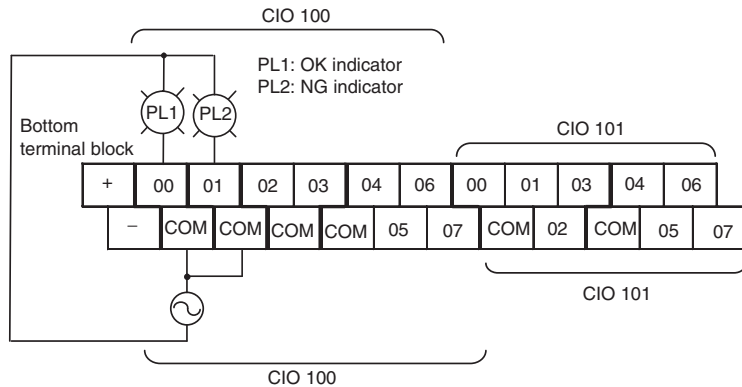 CIO 100
PL1: OK indicator
PL2: NG indicator
PL1 PL2
Bottom
terminal block
CIO 101
+ 00 01 02 03 04 06 00 01 03 04 06
− COM COM COM COM 05 07 COM 02 COM 05 07
CIO 101
CIO 100